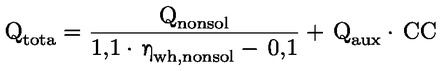 Q_tota = Q_nonsol / (1,1 · η_wh,nonsol − 0,1) + Q_aux · CC